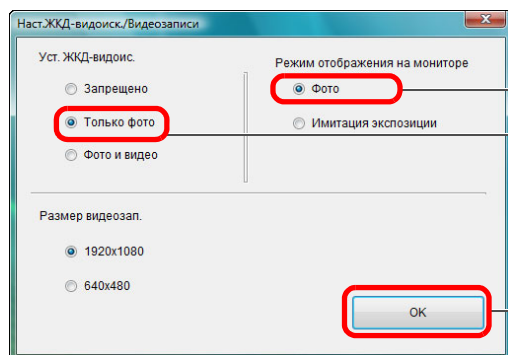 Наст.ЖКД-видоиск./Видеозаписи
Уст. ЖКД-видоис.
Запрещено
Только фото
Фото и видео
Режим отображения на мониторе
Фото
Имитация экспозиции
Размер видеозап.
1920x1080
640x480
OK